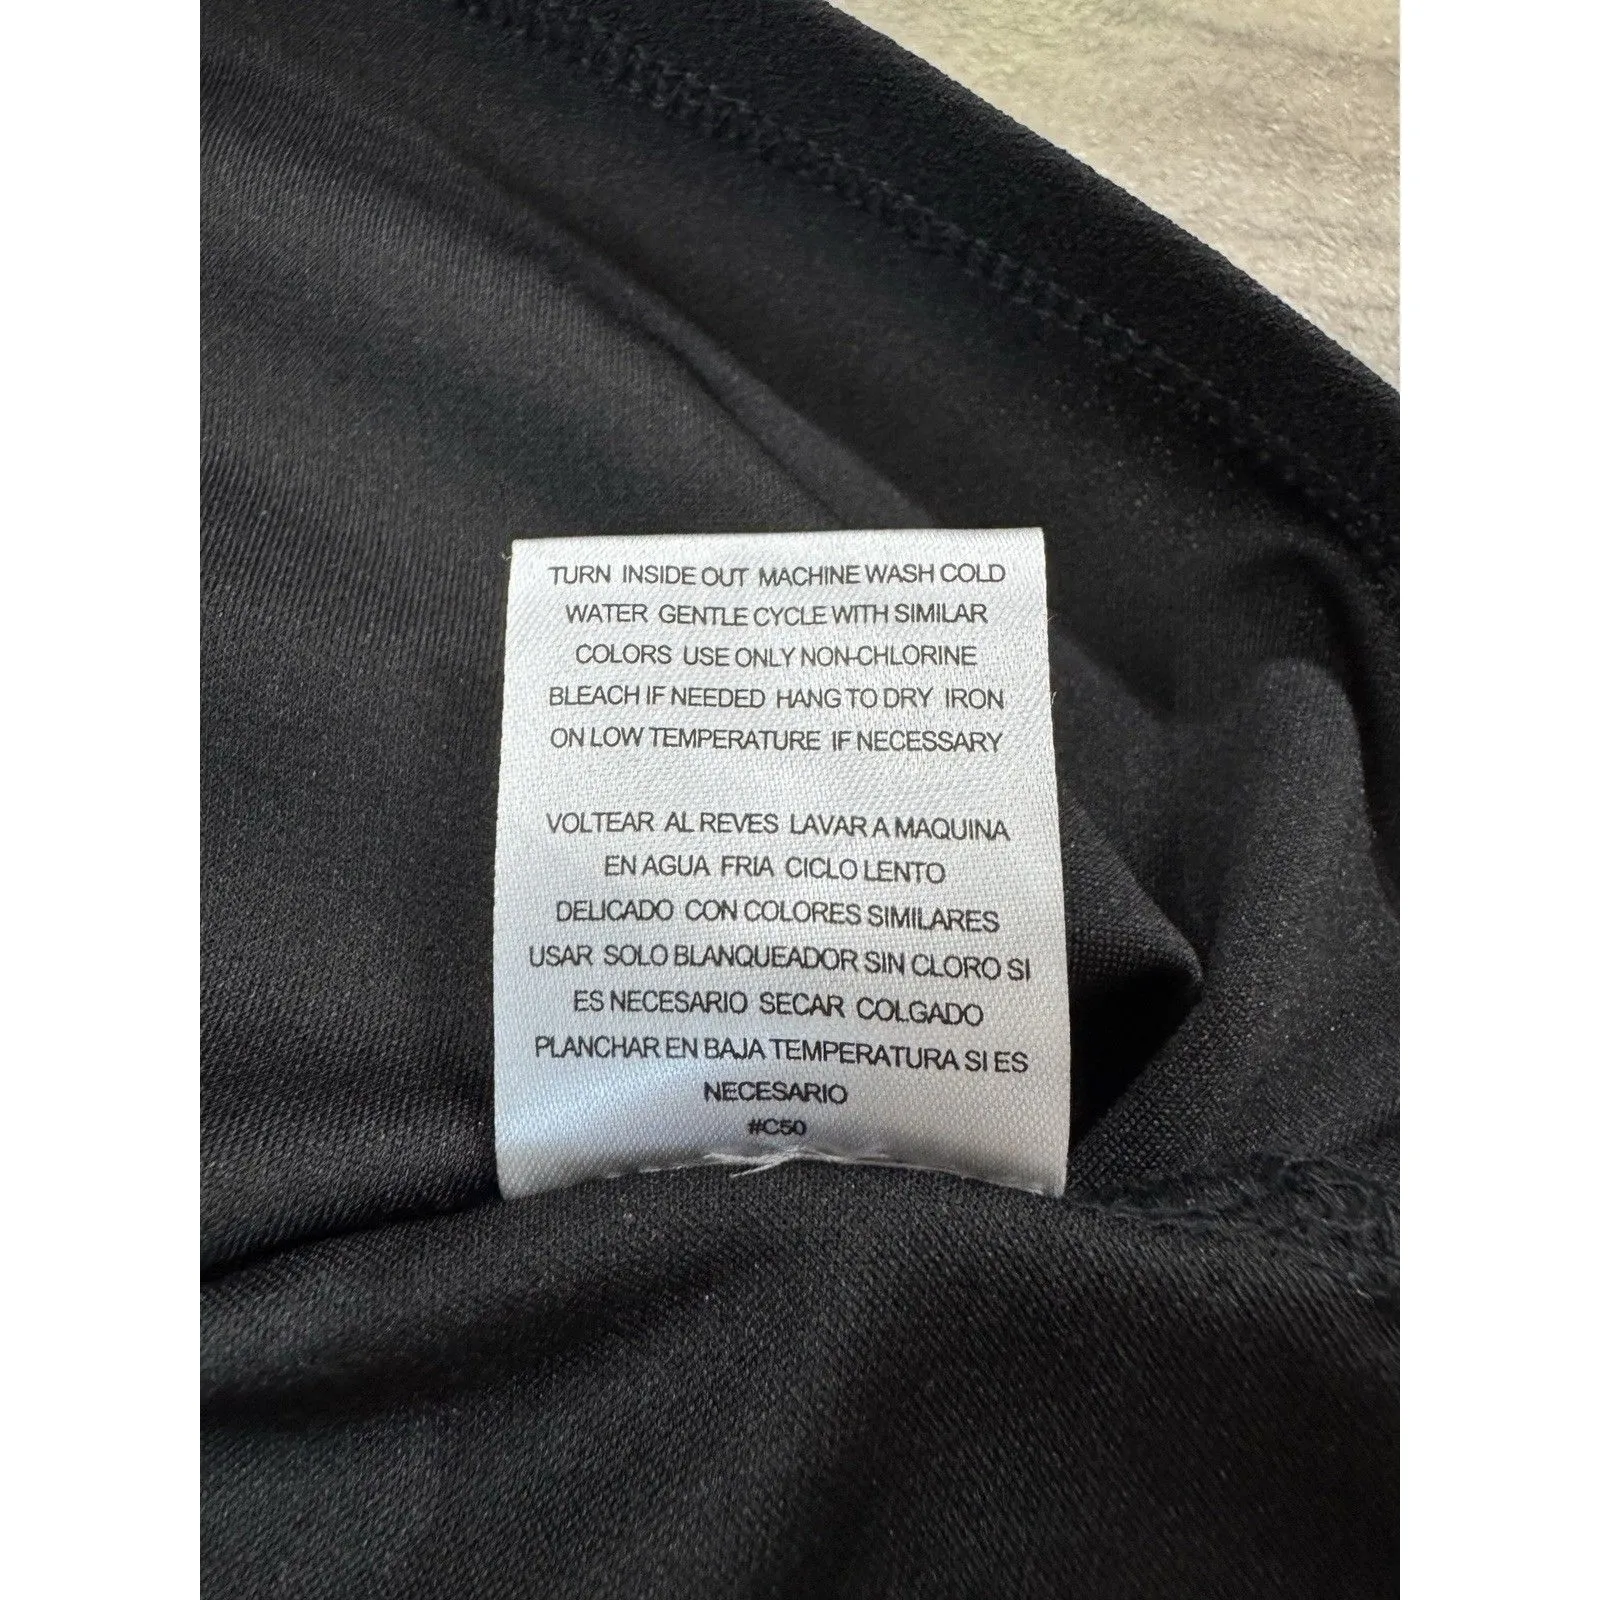 TURN INSIDE OUT MACHINE WASH COLD
WATER GENTLE CYCLE WITH SIMILAR
COLORS USE ONLY NON-CHLORINE
BLEACH IF NEEDED HANG TO DRY IRON
ON LOW TEMPERATURE IF NECESSARY
VOLTEAR AL REVES LAVAR A MAQUINA
EN AGUA FRIA CICLO LENTO
DELICADO CON COLORES SIMILARES
USAR SOLO BLANQUEADOR SIN CLORO SI
ES NECESARIO SECAR COLGADO
PLANCHAR EN BAJA TEMPERATURA SI ES
NECESARIO
#C50